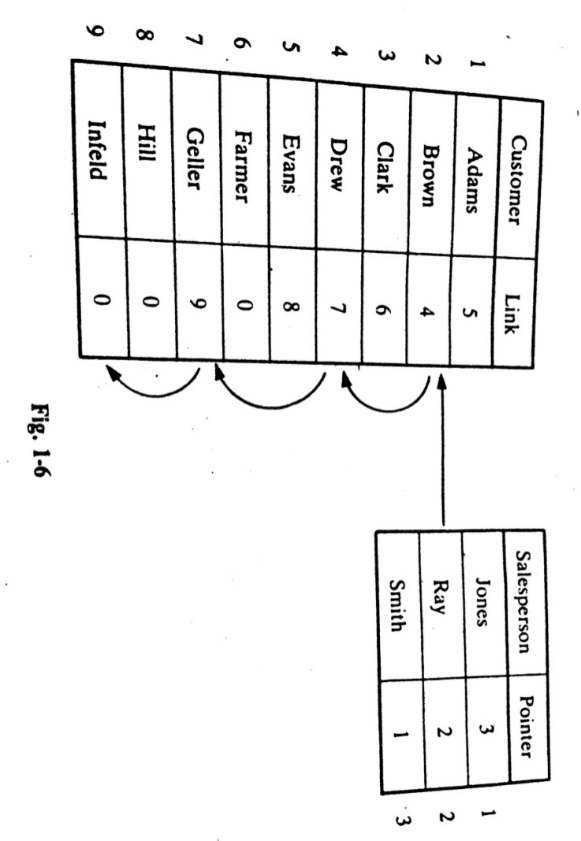 Customer Link
1 Adams 5
2 Brown 4
3 Clark 6
4 Drew 7
5 Evans 8
6 Farmer 0
7 Geller 9
8 Hill 0
9 Infeld 0
Salesperson Pointer
Jones 3 1
Ray 2 2
Smith 1 3
Fig. 1-6